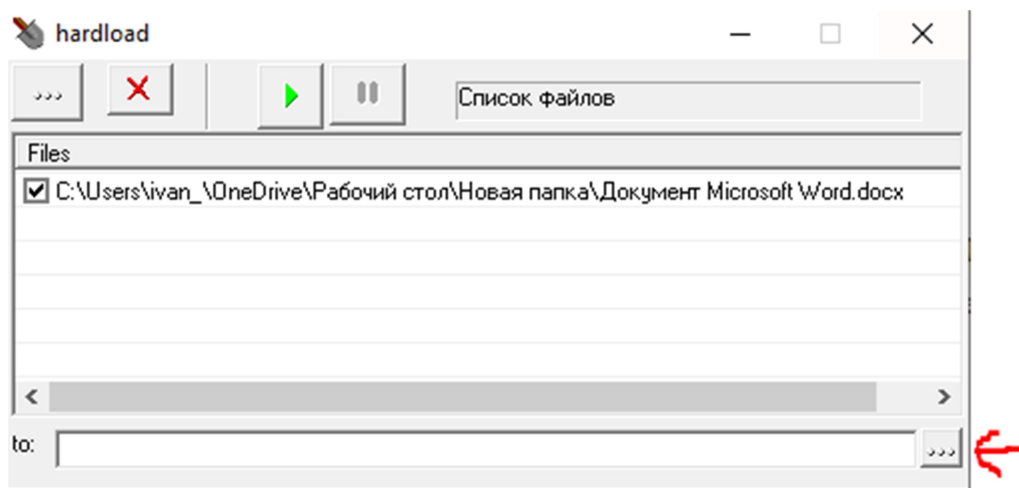 hardload
... Список файлов
Files
C:\Users\ivan_\OneDrive\Рабочий стол\Новая папка\Документ Microsoft Word.docx
to: ...